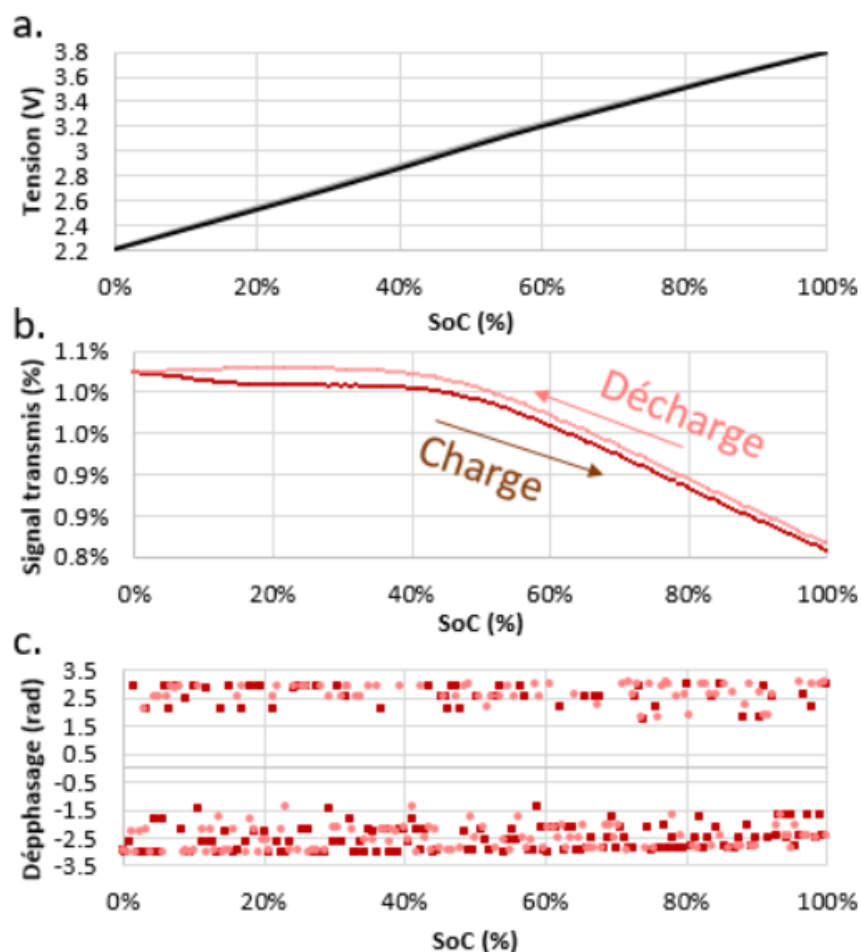 a.
Tension (V)
3.8
3.6
3.4
3.2
3
2.8
2.6
2.4
2.2
0% 20% 40% 60% 80% 100%
SoC (%)
b.
Signal transmis (%)
1.1%
1.0%
1.0%
0.9%
0.9%
0.8%
Décharge
Charge
0% 20% 40% 60% 80% 100%
SoC (%)
c.
Dépphasage (rad)
3.5
2.5
1.5
0.5
-0.5
-1.5
-2.5
-3.5
0% 20% 40% 60% 80% 100%
SoC (%)